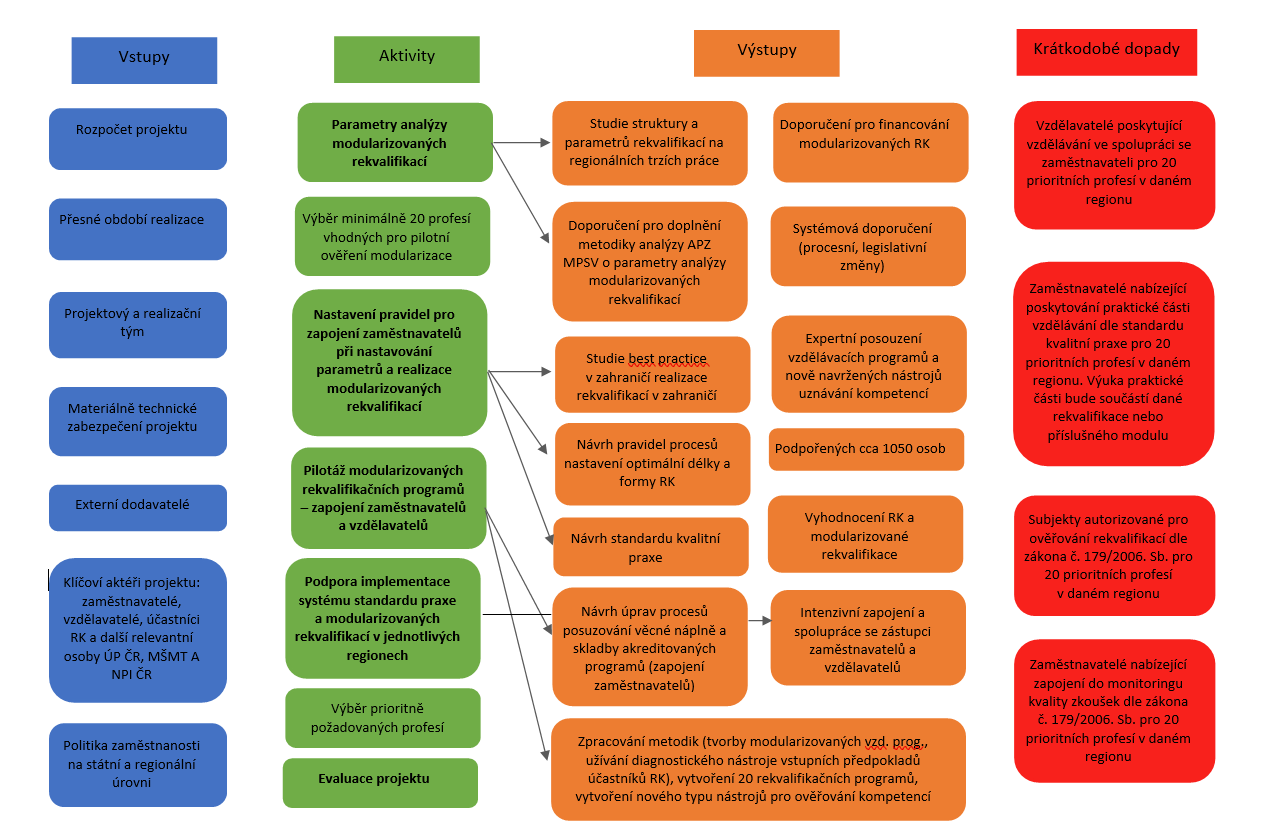 Vstupy
Aktivity
Výstupy
Krátkodobé dopady
Rozpočet projektu
Přesné období realizace
Projektový a realizační
tým
Materiálně technické
zabezpečení projektu
Externí dodavatelé
Klíčoví aktéři projektu:
zaměstnavatelé,
vzdělavatelé, účastníci
RK a další relevantní
osoby ÚP ČR, MŠMT A
NPI ČR
Politika zaměstnanosti
na státní a regionální
úrovni
Parametry analýzy
modularizovaných
rekvalifikací
Výběr minimálně 20 profesí
vhodných pro pilotní
ověření modularizace
Nastavení pravidel pro
zapojení zaměstnavatelů
při nastavování
parametrů a realizace
modularizovaných
rekvalifikací
Pilotáž modularizovaných
rekvalifikačních programů
– zapojení zaměstnavatelů
a vzdělavatelů
Podpora implementace
systému standardu praxe
a modularizovaných
rekvalifikací v jednotlivých
regionech
Výběr prioritně
požadovaných profesí
Evaluace projektu
Studie struktury a
parametrů rekvalifikací na
regionálních trzích práce
Doporučení pro doplnění
metodiky analýzy APZ
MPSV o parametry analýzy
modularizovaných
rekvalifikací
Studie best practice
v zahraničí realizace
rekvalifikací v zahraničí
Návrh pravidel procesů
nastavení optimální délky a
formy RK
Návrh standardu kvalitní
praxe
Návrh úprav procesů
posuzování věcné náplně a
skladby akreditovaných
programů (zapojení
zaměstnavatelů)
Zpracování metodik (tvorby modularizovaných vzd. prog.,
užívání diagnostického nástroje vstupních předpokladů
účastníků RK), vytvoření 20 rekvalifikačních programů,
vytvoření nového typu nástrojů pro ověřování kompetencí
Doporučení pro financování
modularizovaných RK
Systémová doporučení
(procesní, legislativní
změny)
Expertní posouzení
vzdělávacích programů a
nově navržených nástrojů
uznávání kompetencí
Podpořených cca 1050 osob
Vyhodnocení RK a
modularizované
rekvalifikace
Intenzivní zapojení a
spolupráce se zástupci
zaměstnavatelů a
vzdělavatelů
Vzdělavatelé poskytující
vzdělávání ve spolupráci se
zaměstnavateli pro 20
prioritních profesí v daném
regionu
Zaměstnavatelé nabízející
poskytování praktické části
vzdělávání dle standardu
kvalitní praxe pro 20
prioritních profesí v daném
regionu. Výuka praktické
části bude součástí dané
rekvalifikace nebo
příslušného modulu
Subjekty autorizované pro
ověřování rekvalifikací dle
zákona č. 179/2006. Sb. pro
20 prioritních profesí
v daném regionu
Zaměstnavatelé nabízející
zapojení do monitoringu
kvality zkoušek dle zákona
č. 179/2006. Sb. pro 20
prioritních profesí v daném
regionu